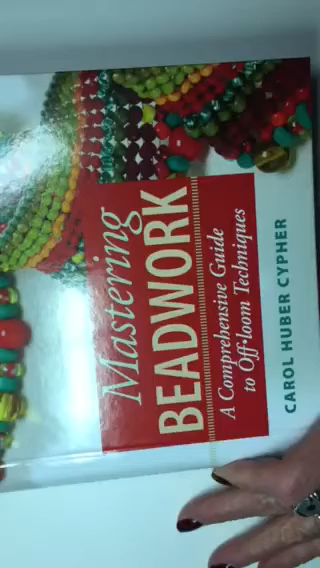 Mastering
BEADWORK
A Comprehensive Guide
to Off-loom Techniques
CAROL HUBER CYPHER